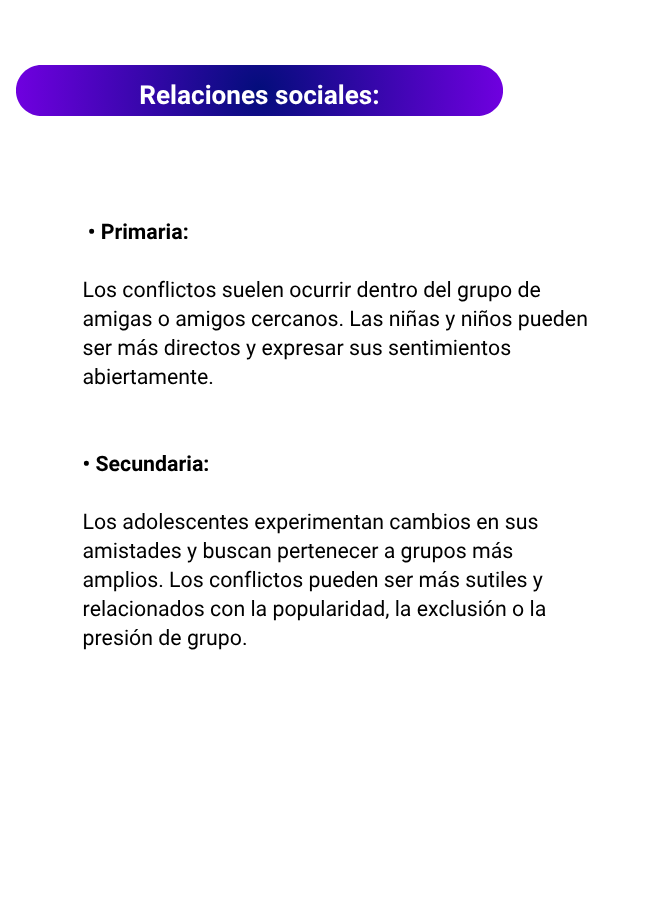 Relaciones sociales:
• Primaria:
Los conflictos suelen ocurrir dentro del grupo de
amigas o amigos cercanos. Las niñas y niños pueden
ser más directos y expresar sus sentimientos
abiertamente.
• Secundaria:
Los adolescentes experimentan cambios en sus
amistades y buscan pertenecer a grupos más
amplios. Los conflictos pueden ser más sutiles y
relacionados con la popularidad, la exclusión o la
presión de grupo.